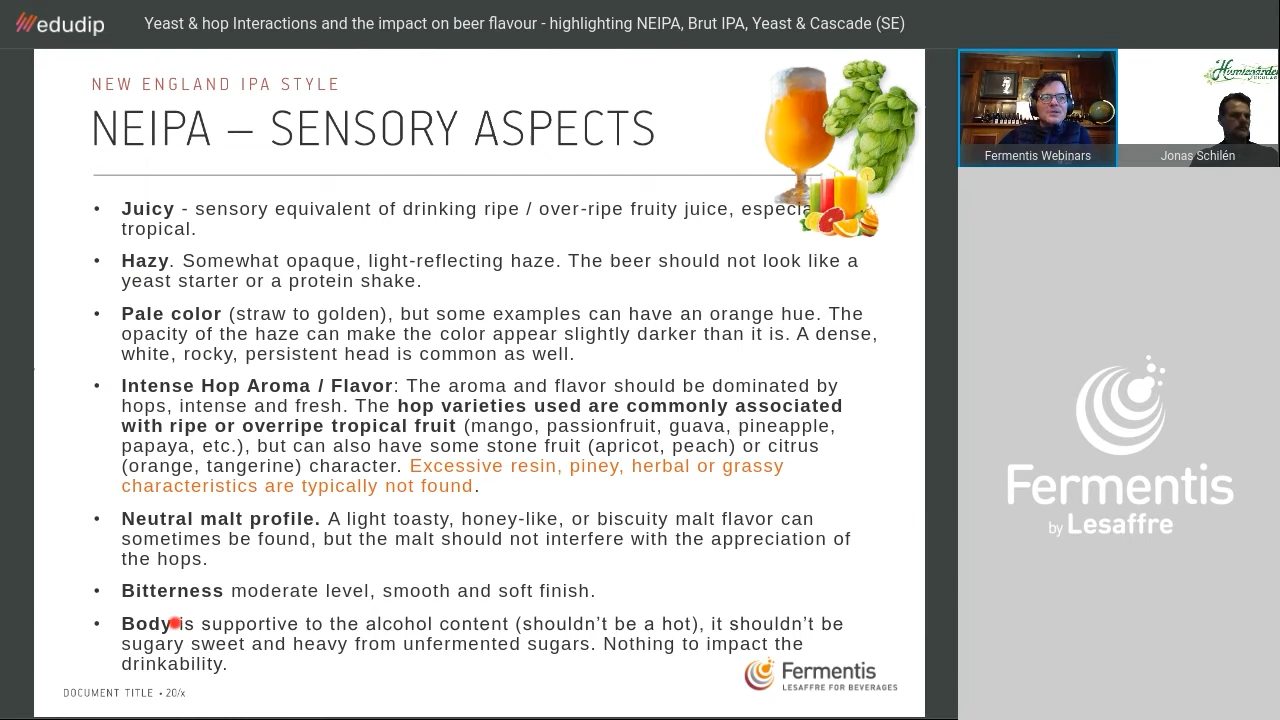 edudip
Yeast & hop Interactions and the impact on beer flavour - highlighting NEIPA, Brut IPA, Yeast & Cascade (SE)
NEW ENGLAND IPA STYLE
NEIPA – SENSORY ASPECTS
• Juicy - sensory equivalent of drinking ripe / over-ripe fruity juice,
tropical.
• Hazy. Somewhat opaque, light-reflecting haze. The beer should not look like a
yeast starter or a protein shake.
• Pale color (straw to golden), but some examples can have an orange hue. The
opacity of the haze can make the color appear slightly darker than it is. A dense,
white, rocky, persistent head is common as well.
• Intense Hop Aroma / Flavor: The aroma and flavor should be dominated by
hops, intense and fresh. The hop varieties used are commonly associated
with ripe or overripe tropical fruit (mango, passionfruit, guava, pineapple,
papaya, etc.), but can also have some stone fruit (apricot, peach) or citrus
(orange, tangerine) character. Excessive resin, piney, herbal or grassy
characteristics are typically not found.
• Neutral malt profile. A light toasty, honey-like, or biscuity malt flavor can
sometimes be found, but the malt should not interfere with the appreciation of
the hops.
• Bitterness moderate level, smooth and soft finish.
• Body is supportive to the alcohol content (shouldn't be a hot), it shouldn't be
sugary sweet and heavy from unfermented sugars. Nothing to impact the
drinkability.
DOCUMENT TITLE • 20/x
Fermentis
LESAFFRE FOR BEVERAGES
Fermentis Webinars
Jonas Schilén
Fermentis
by Lesaffre